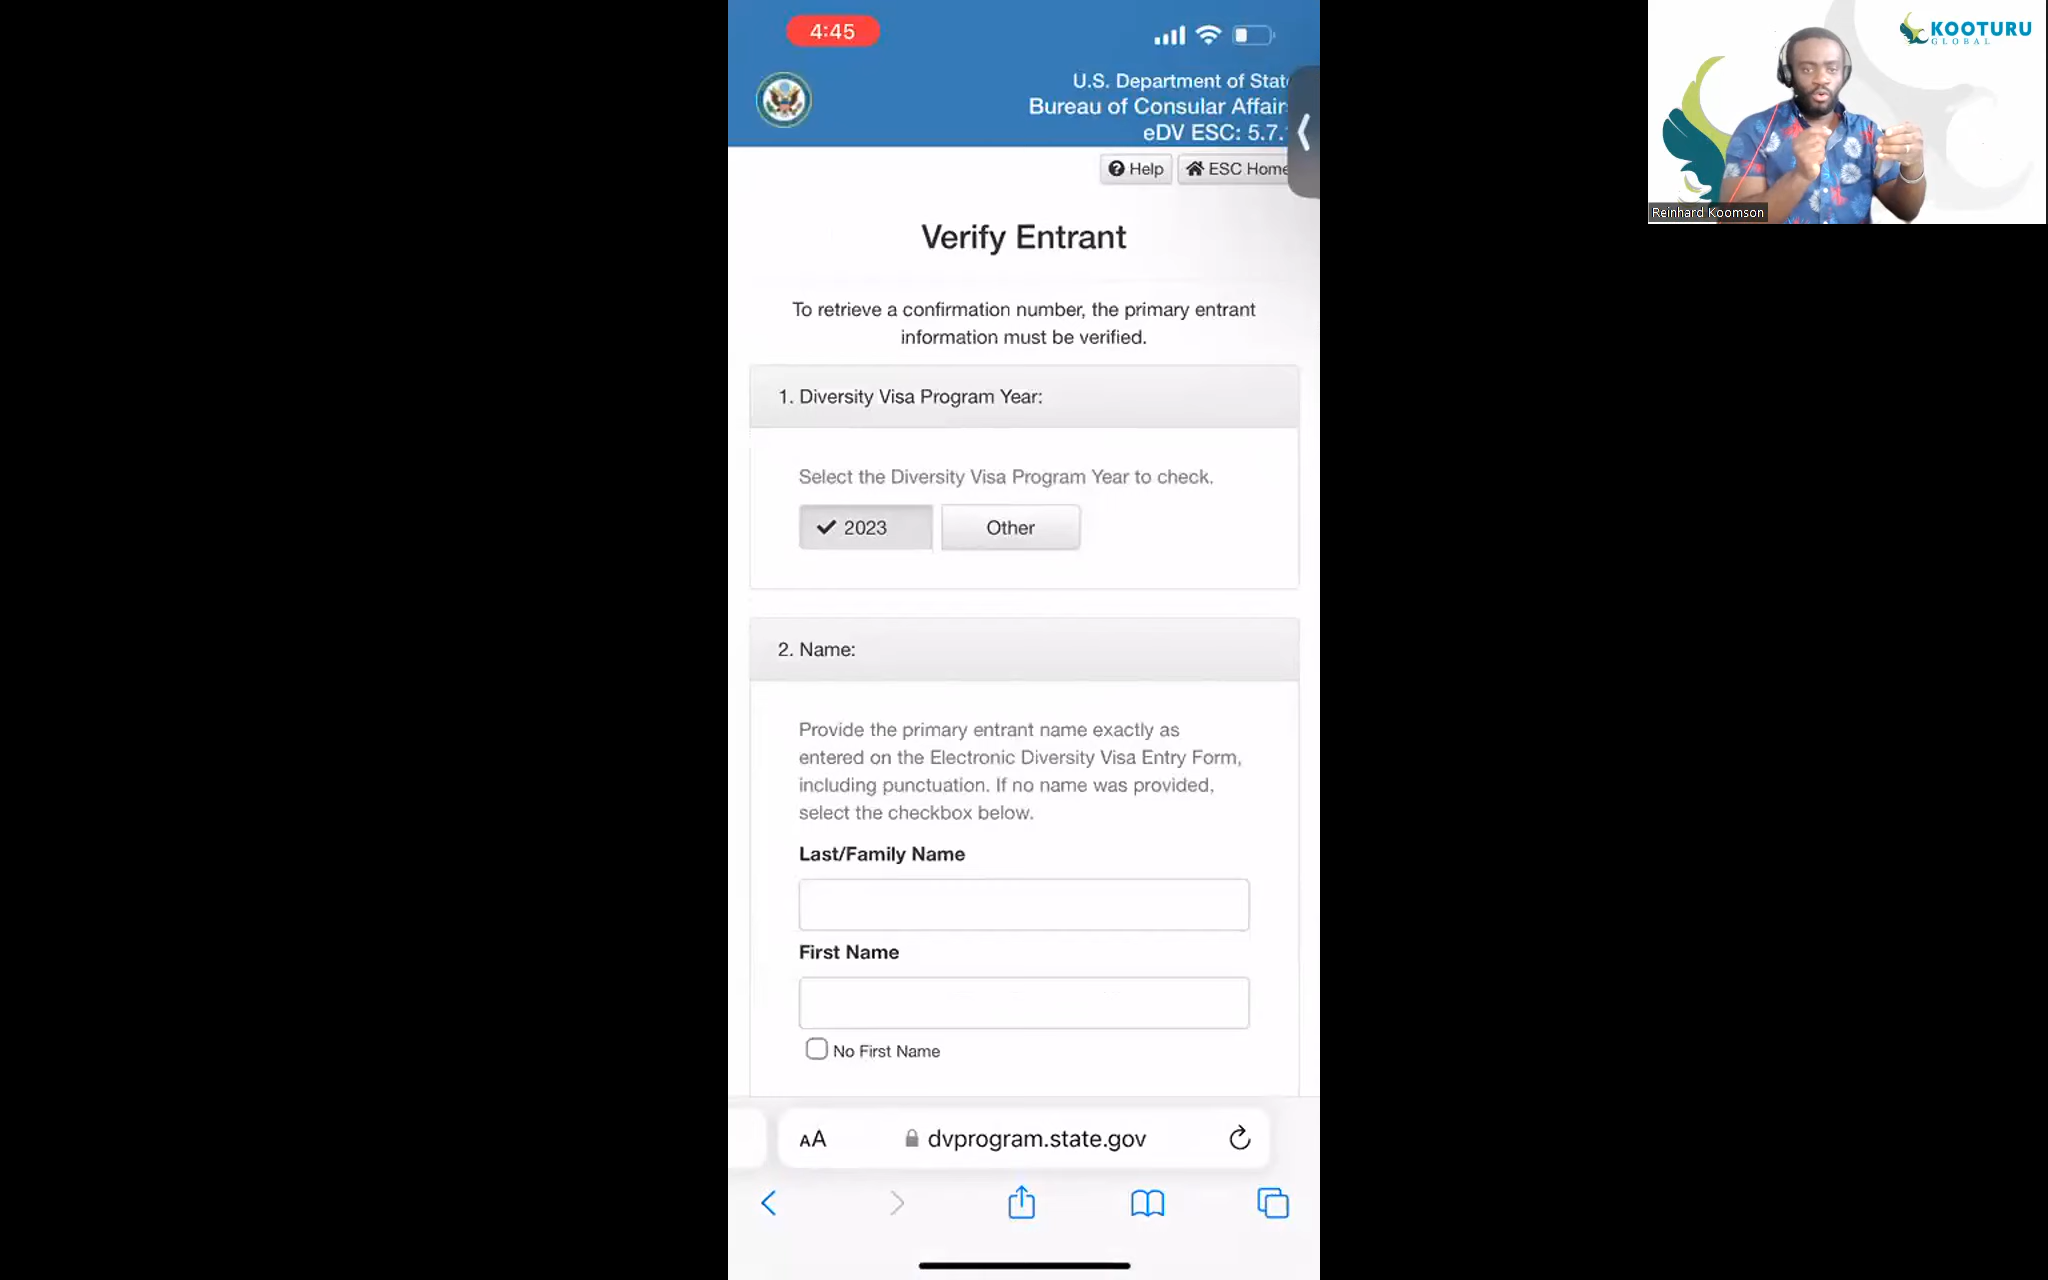 4:45
U.S. Department of Stat
Bureau of Consular Affair
eDV ESC: 5.7.
Help
ESC Home
Verify Entrant
To retrieve a confirmation number, the primary entrant
information must be verified.
1. Diversity Visa Program Year:
Select the Diversity Visa Program Year to check.
2023
Other
2. Name:
Provide the primary entrant name exactly as
entered on the Electronic Diversity Visa Entry Form,
including punctuation. If no name was provided,
select the checkbox below.
Last/Family Name
First Name
No First Name
AA
dvprogram.state.gov
KOOTURU
GLOBAL
Reinhard Koomson